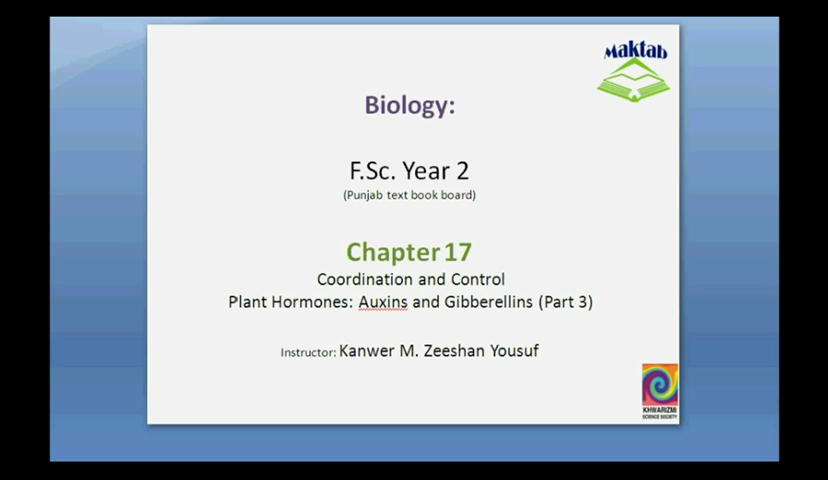 Maktab
Biology:
F.Sc. Year 2
(Punjab text book board)
Chapter 17
Coordination and Control
Plant Hormones: Auxins and Gibberellins (Part 3)
Instructor: Kanwer M. Zeeshan Yousuf
KHWARIZMI
SCIENCE SOCIETY